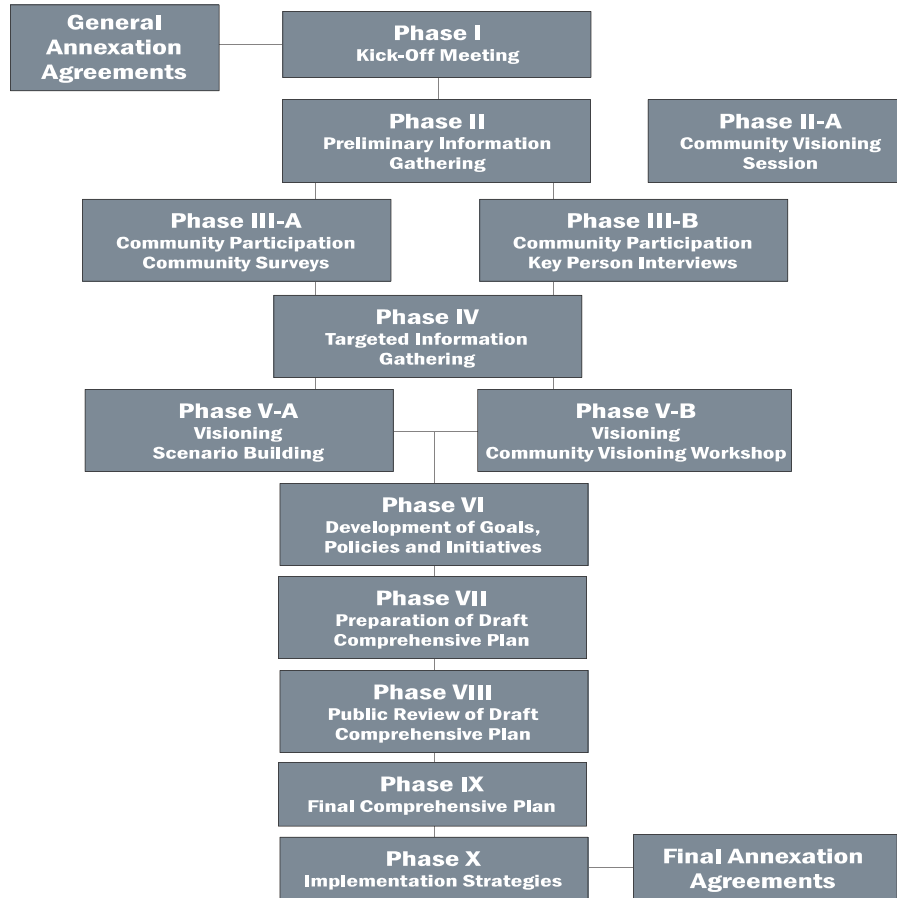 General
Annexation
Agreements
Phase I
Kick-Off Meeting
Phase II
Preliminary Information
Gathering
Phase II-A
Community Visioning
Session
Phase III-A
Community Participation
Community Surveys
Phase III-B
Community Participation
Key Person Interviews
Phase IV
Targeted Information
Gathering
Phase V-A
Visioning
Scenario Building
Phase V-B
Visioning
Community Visioning Workshop
Phase VI
Development of Goals,
Policies and Initiatives
Phase VII
Preparation of Draft
Comprehensive Plan
Phase VIII
Public Review of Draft
Comprehensive Plan
Phase IX
Final Comprehensive Plan
Phase X
Implementation Strategies
Final Annexation
Agreements